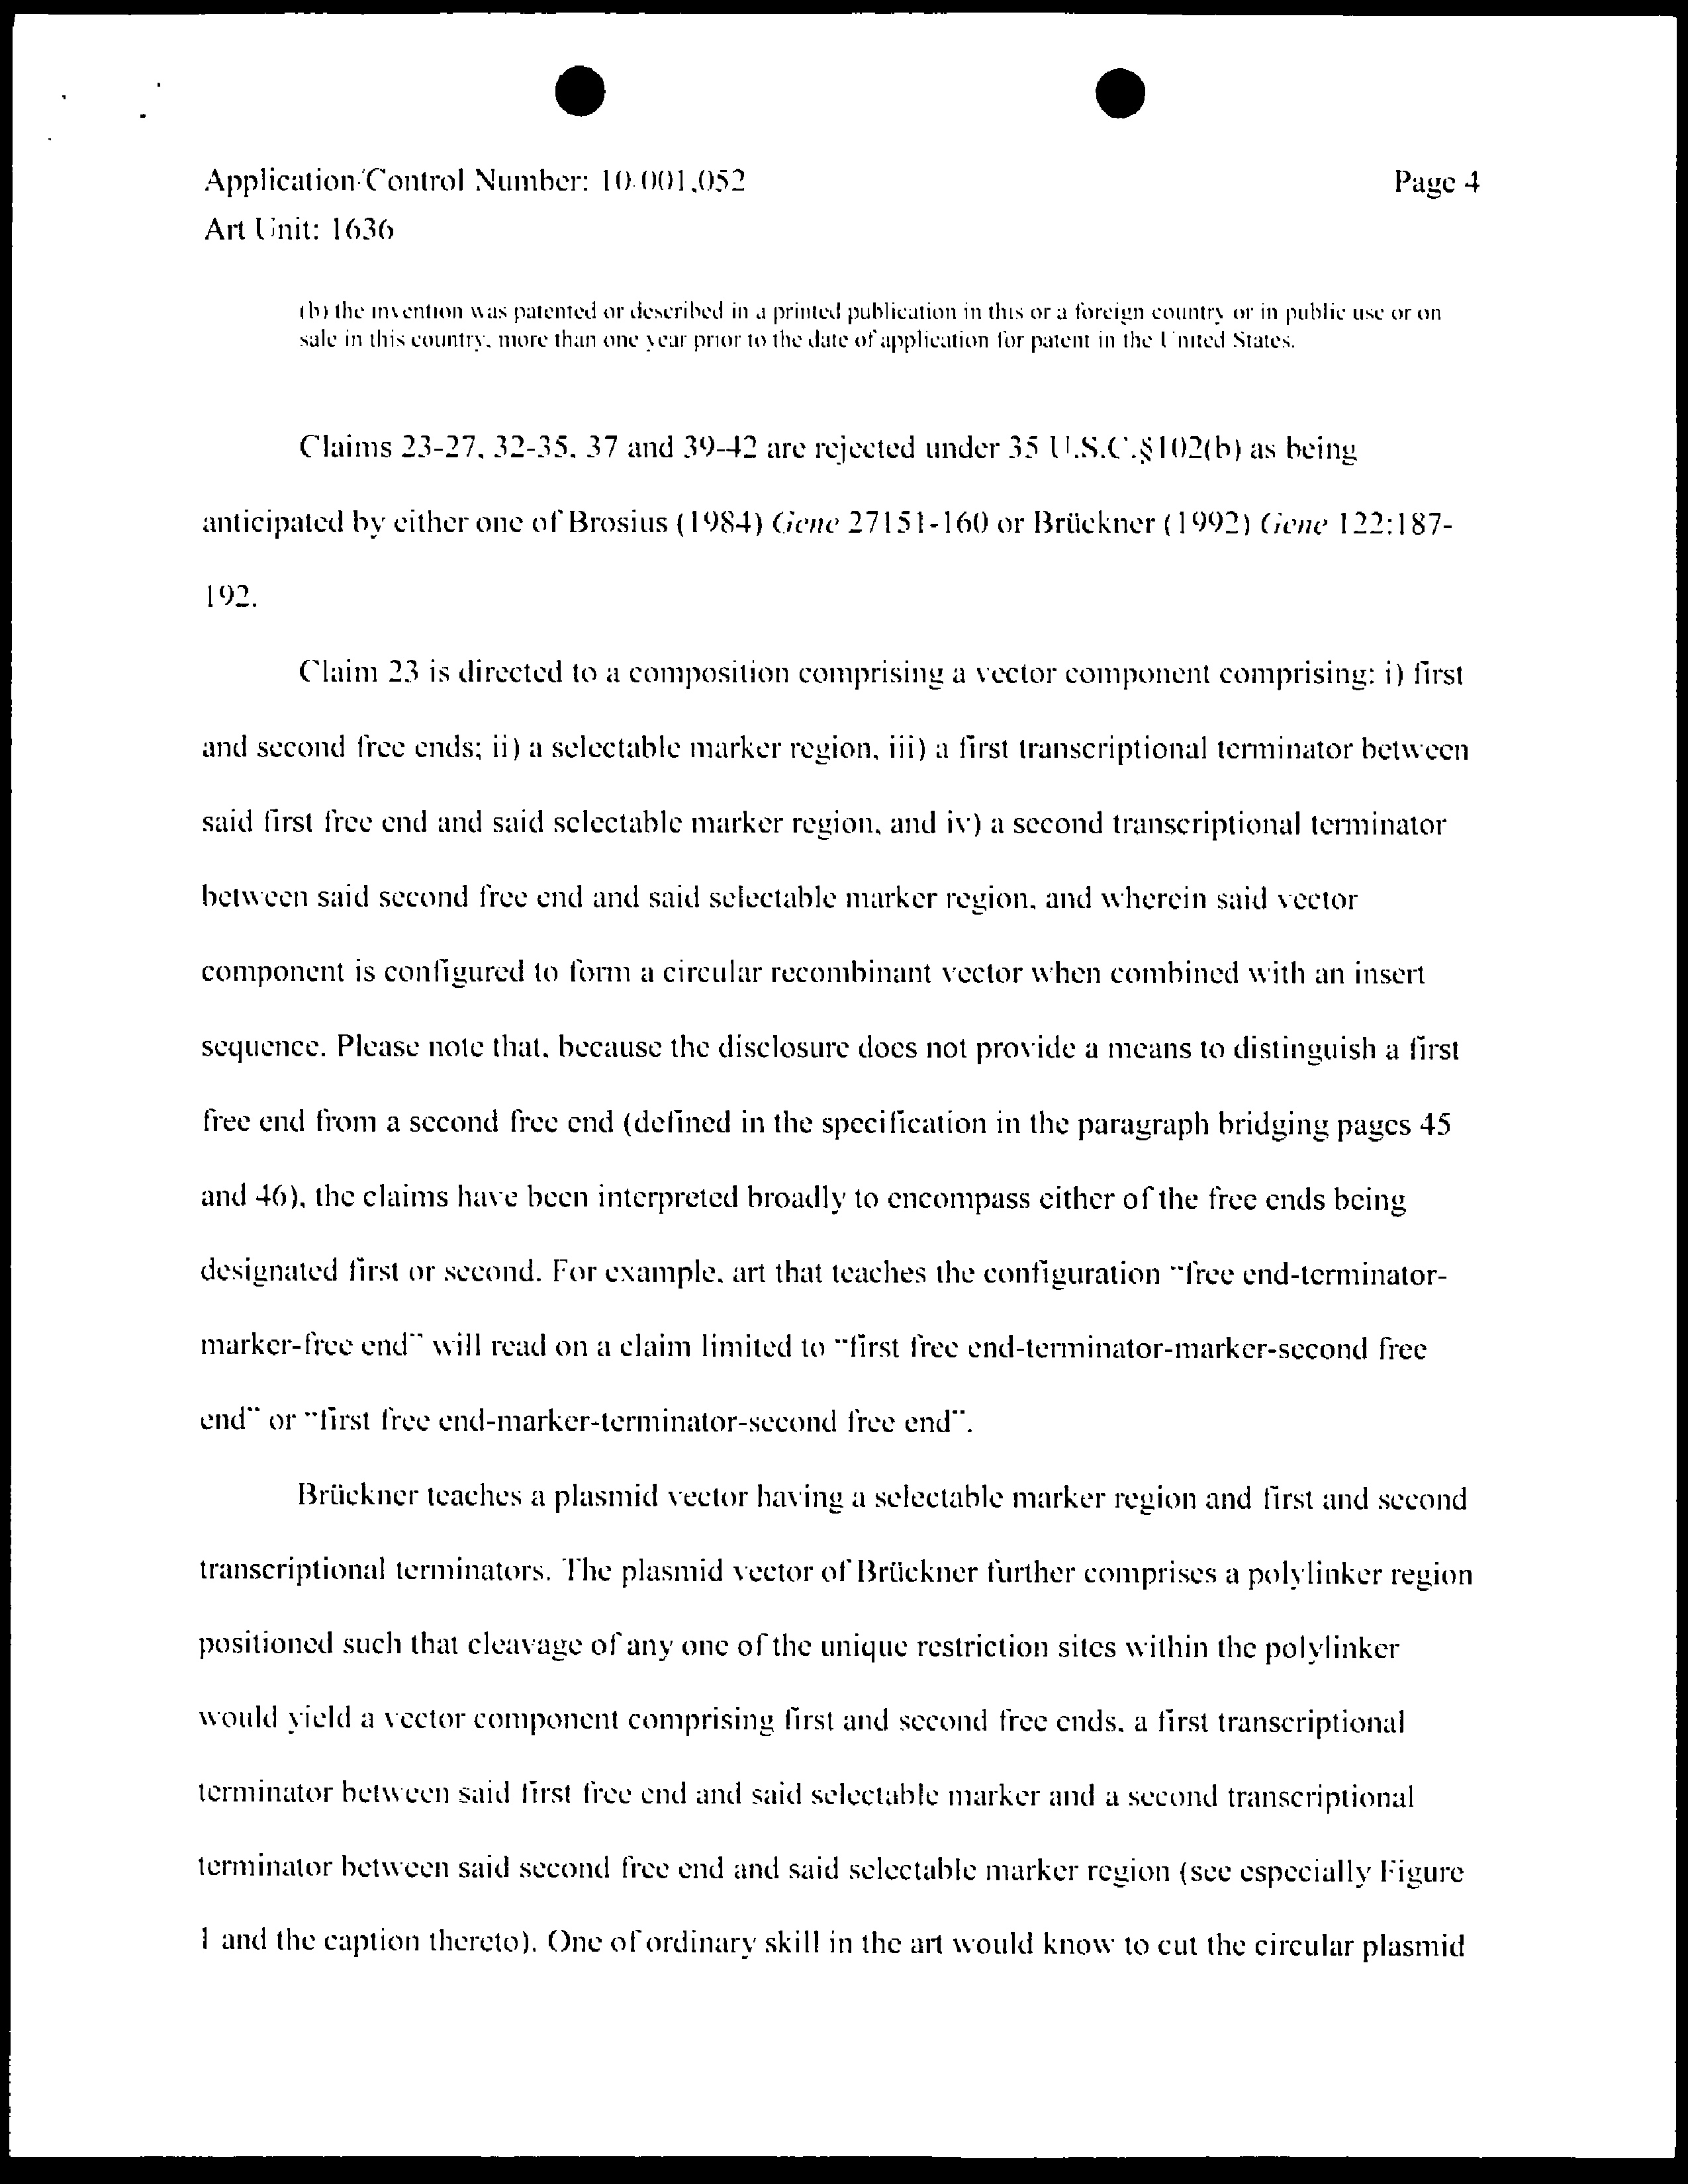 Application/Control Number: 10/001,052 Page 4
Art Unit: 1636
(b) the invention was patented or described in a printed publication in this or a foreign country or in public use or on
sale in this country, more than one year prior to the date of application for patent in the United States.
Claims 23-27, 32-35, 37 and 39-42 are rejected under 35 U.S.C.§102(b) as being
anticipated by either one of Brosius (1984) Gene 27151-160 or Brückner (1992) Gene 122:187-
192.
Claim 23 is directed to a composition comprising a vector component comprising: i) first
and second free ends; ii) a selectable marker region, iii) a first transcriptional terminator between
said first free end and said selectable marker region, and iv) a second transcriptional terminator
between said second free end and said selectable marker region, and wherein said vector
component is configured to form a circular recombinant vector when combined with an insert
sequence. Please note that, because the disclosure does not provide a means to distinguish a first
free end from a second free end (defined in the specification in the paragraph bridging pages 45
and 46), the claims have been interpreted broadly to encompass either of the free ends being
designated first or second. For example, art that teaches the configuration "free end-terminator-
marker-free end" will read on a claim limited to "first free end-terminator-marker-second free
end" or "first free end-marker-terminator-second free end".
Brückner teaches a plasmid vector having a selectable marker region and first and second
transcriptional terminators. The plasmid vector of Brückner further comprises a polylinker region
positioned such that cleavage of any one of the unique restriction sites within the polylinker
would yield a vector component comprising first and second free ends, a first transcriptional
terminator between said first free end and said selectable marker and a second transcriptional
terminator between said second free end and said selectable marker region (see especially Figure
1 and the caption thereto). One of ordinary skill in the art would know to cut the circular plasmid